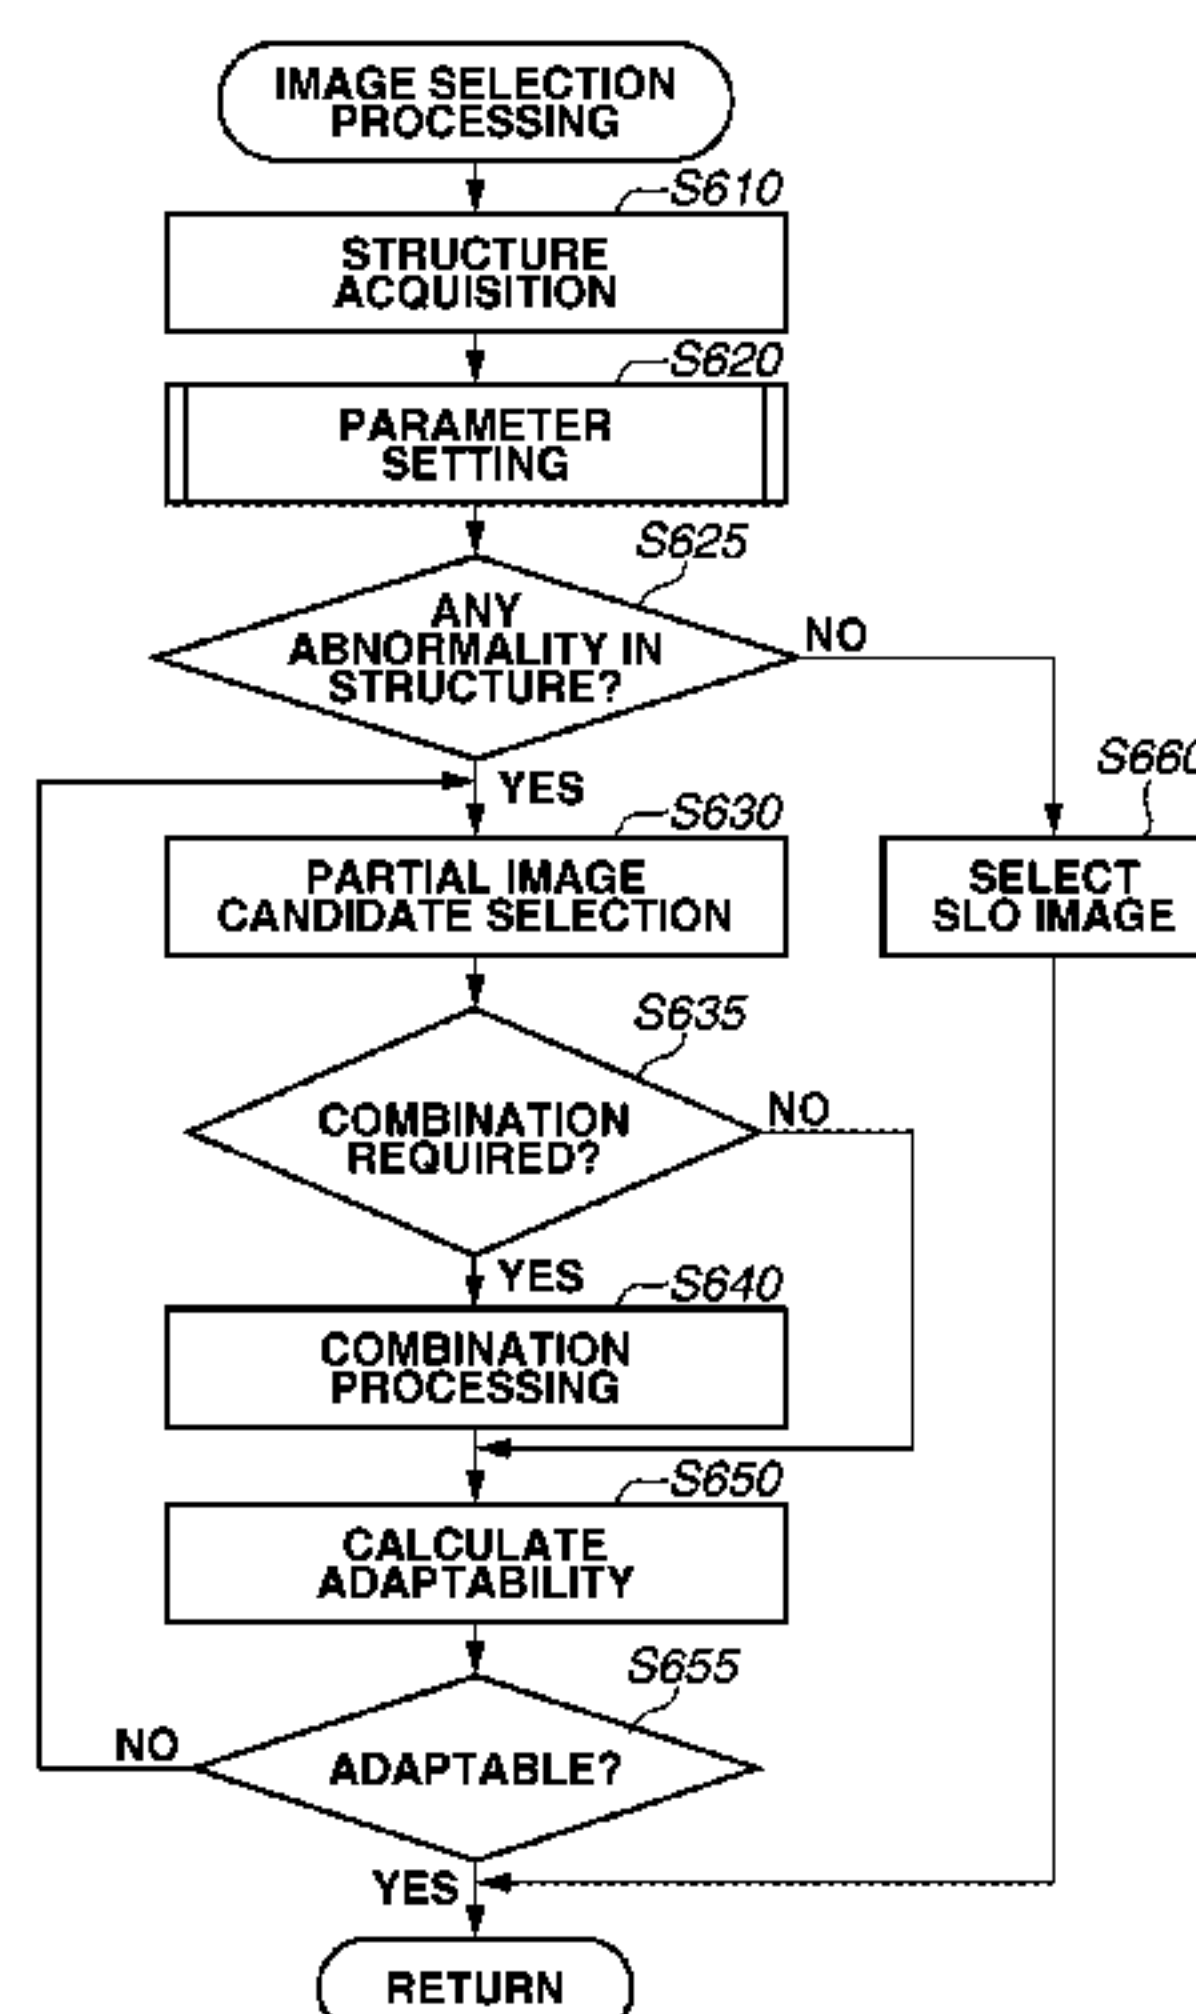 IMAGE SELECTION
PROCESSING
S610
STRUCTURE
ACQUISITION
S620
PARAMETER
SETTING
S625
ANY
ABNORMALITY IN
STRUCTURE?
NO
YES
S660
SELECT
SLO IMAGE
S630
PARTIAL IMAGE
CANDIDATE SELECTION
S635
COMBINATION
REQUIRED?
NO
YES
S640
COMBINATION
PROCESSING
S650
CALCULATE
ADAPTABILITY
S655
ADAPTABLE?
NO
YES
RETURN